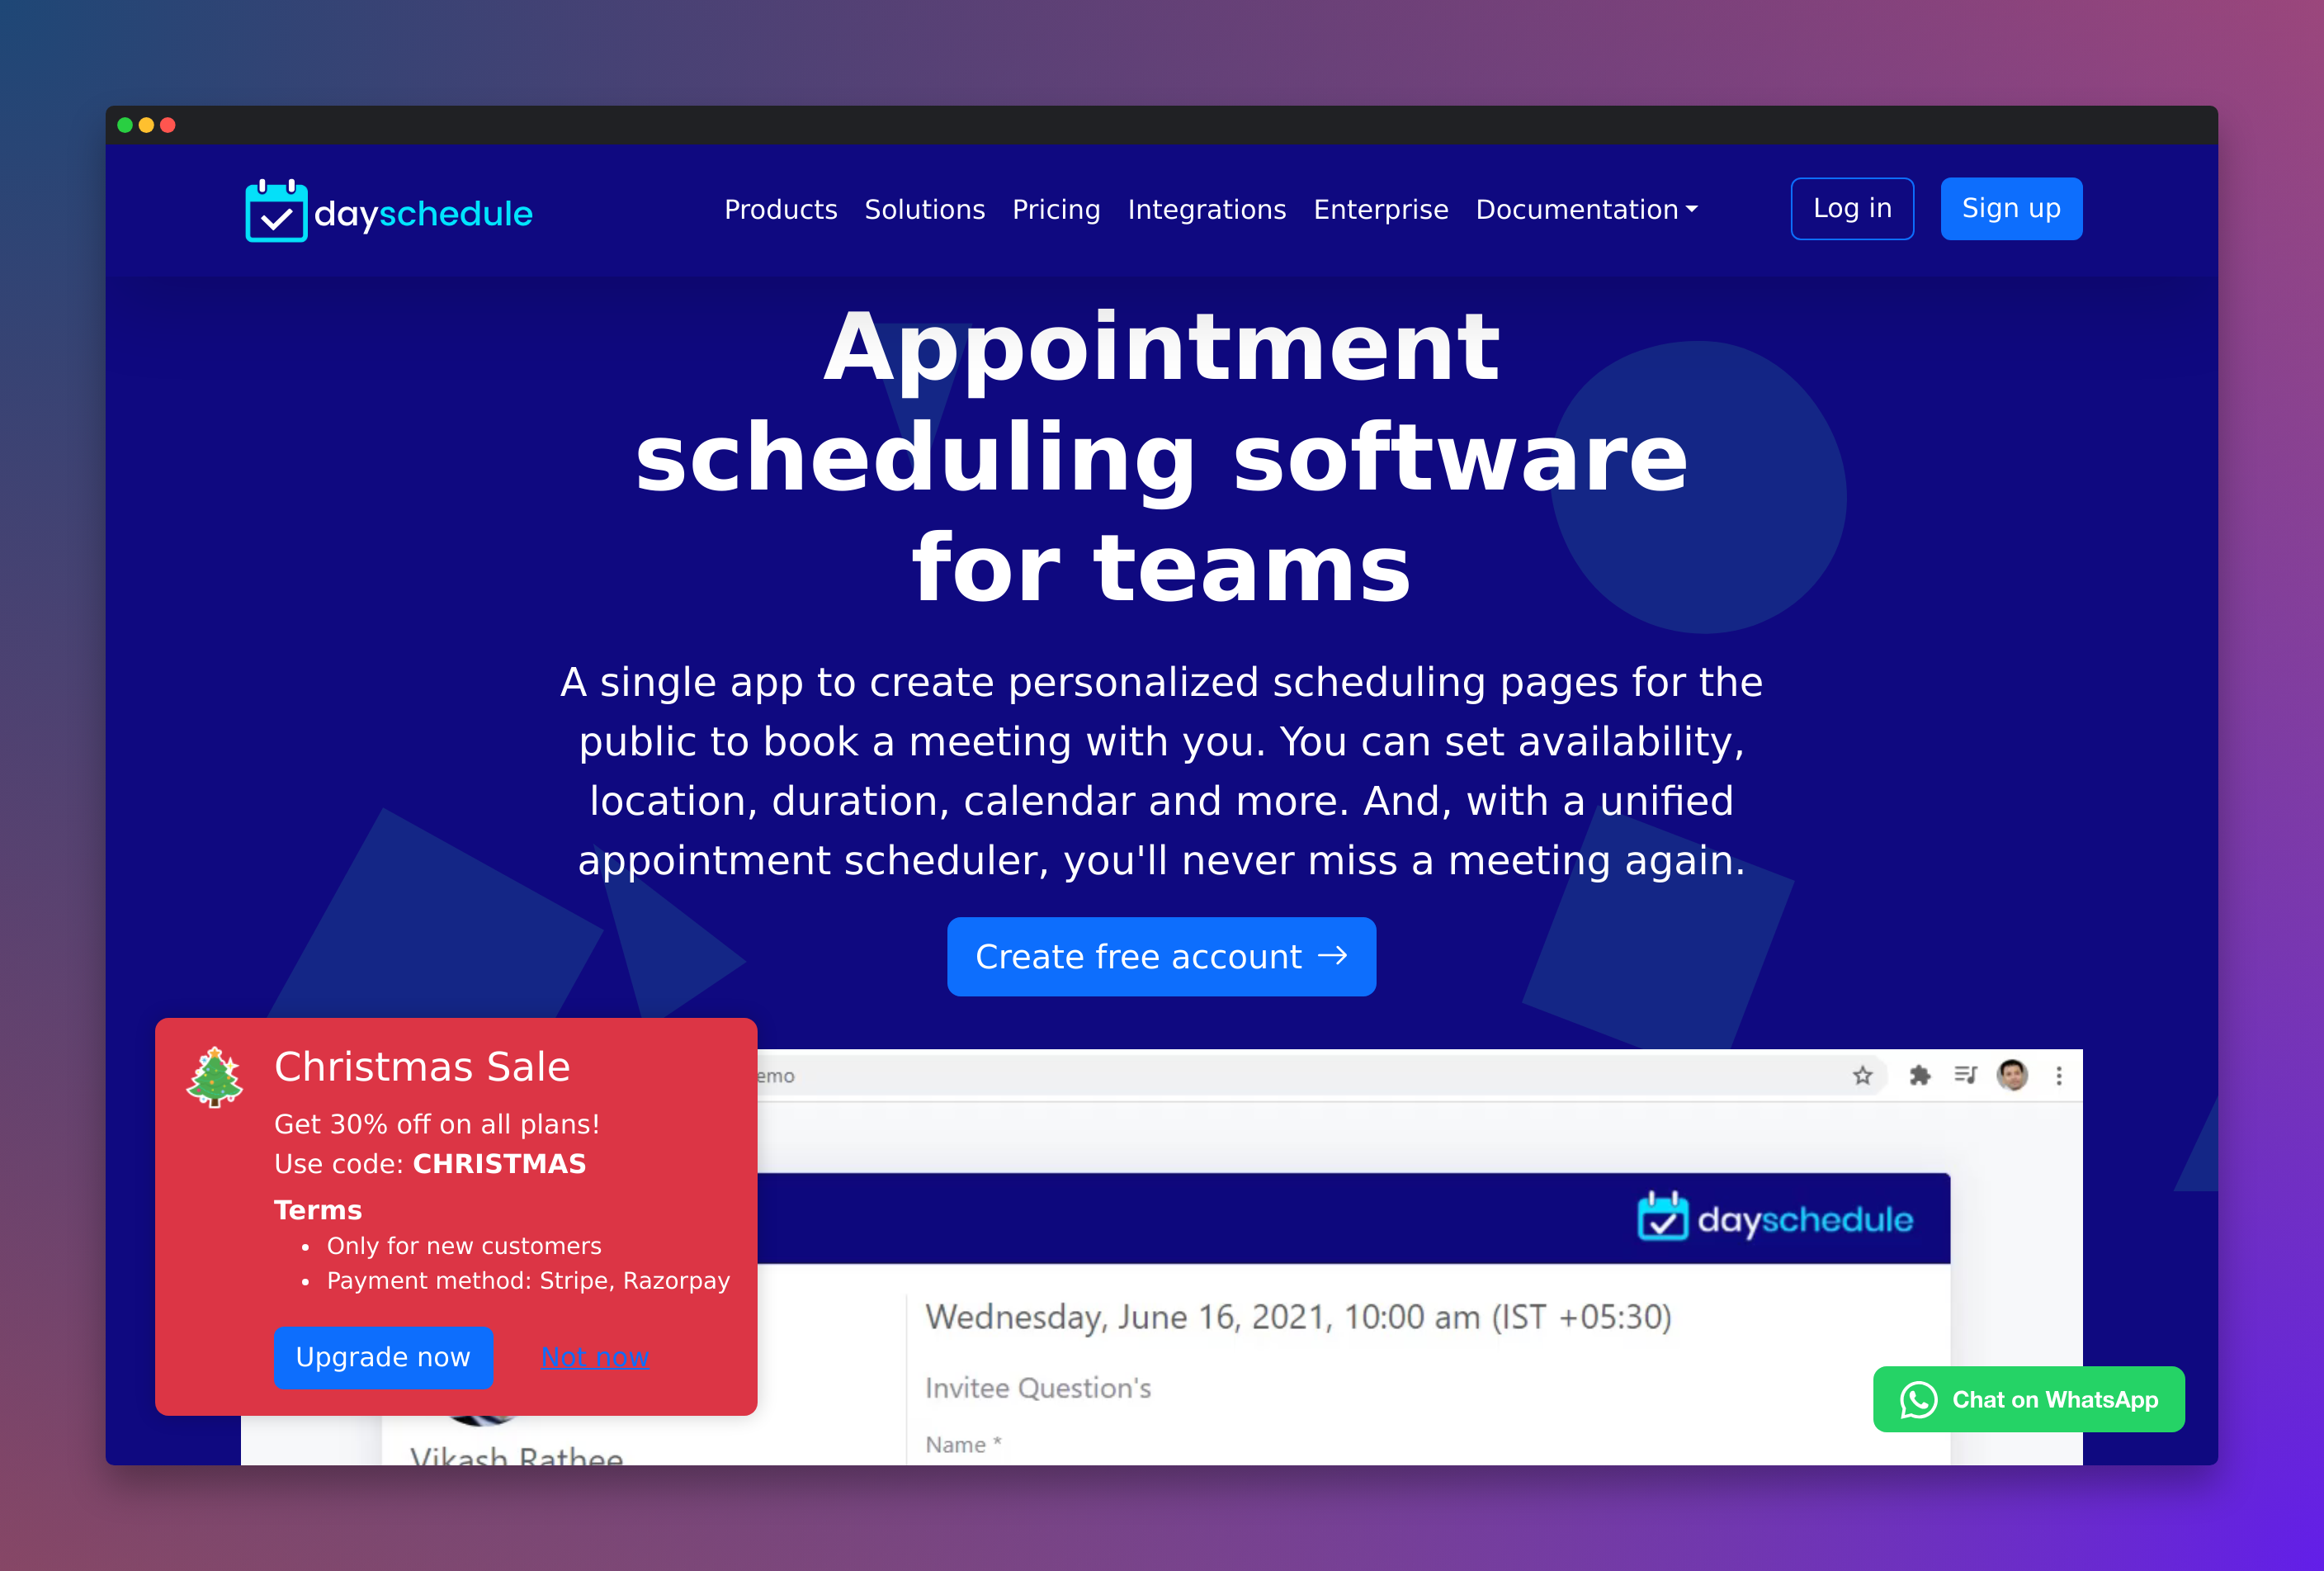 dayschedule
Products Solutions Pricing Integrations Enterprise Documentation
Log in
Sign up
Appointment
scheduling software
for teams
A single app to create personalized scheduling pages for the
public to book a meeting with you. You can set availability,
location, duration, calendar and more. And, with a unified
appointment scheduler, you'll never miss a meeting again.
Create free account →
Christmas Sale
Get 30% off on all plans!
Use code: CHRISTMAS
Terms
• Only for new customers
• Payment method: Stripe, Razorpay
Upgrade now
Not now
emo
dayschedule
Wednesday, June 16, 2021, 10:00 am (IST +05:30)
Invitee Question's
Name *
Vikash Rathee
Chat on WhatsApp